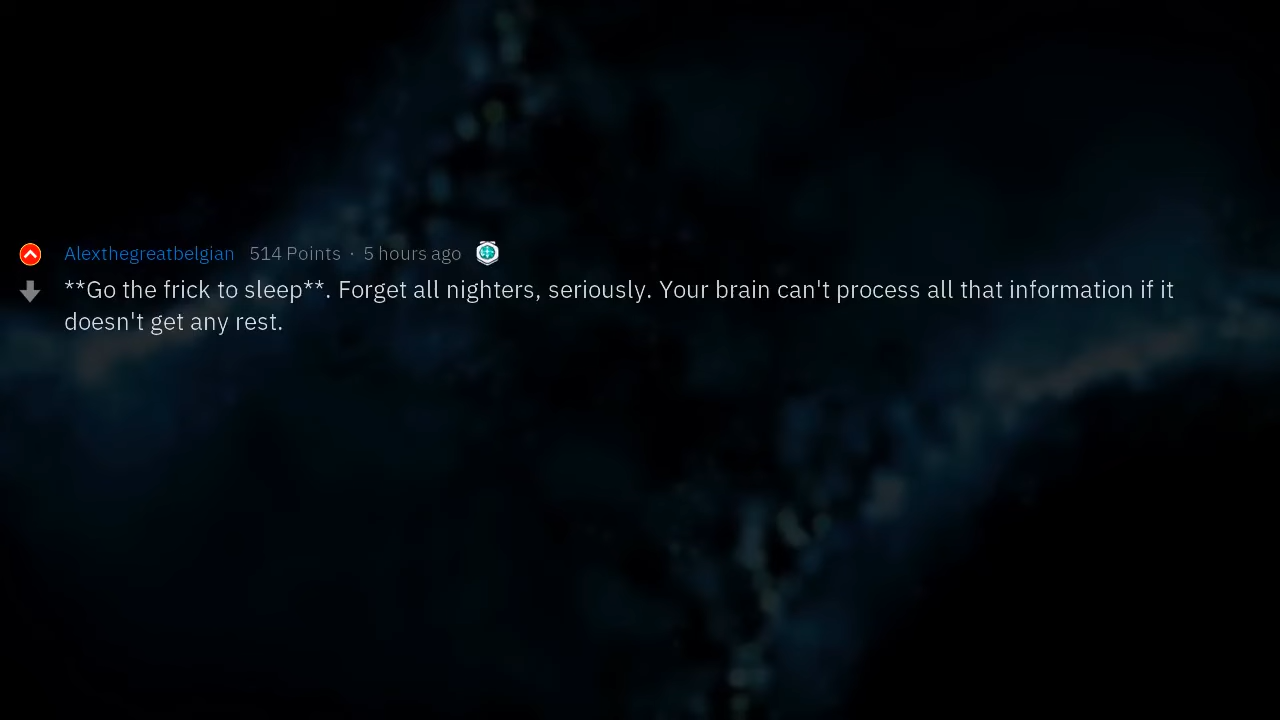 Alexthegreatbelgian 514 Points · 5 hours ago
**Go the frick to sleep**. Forget all nighters, seriously. Your brain can't process all that information if it
doesn't get any rest.